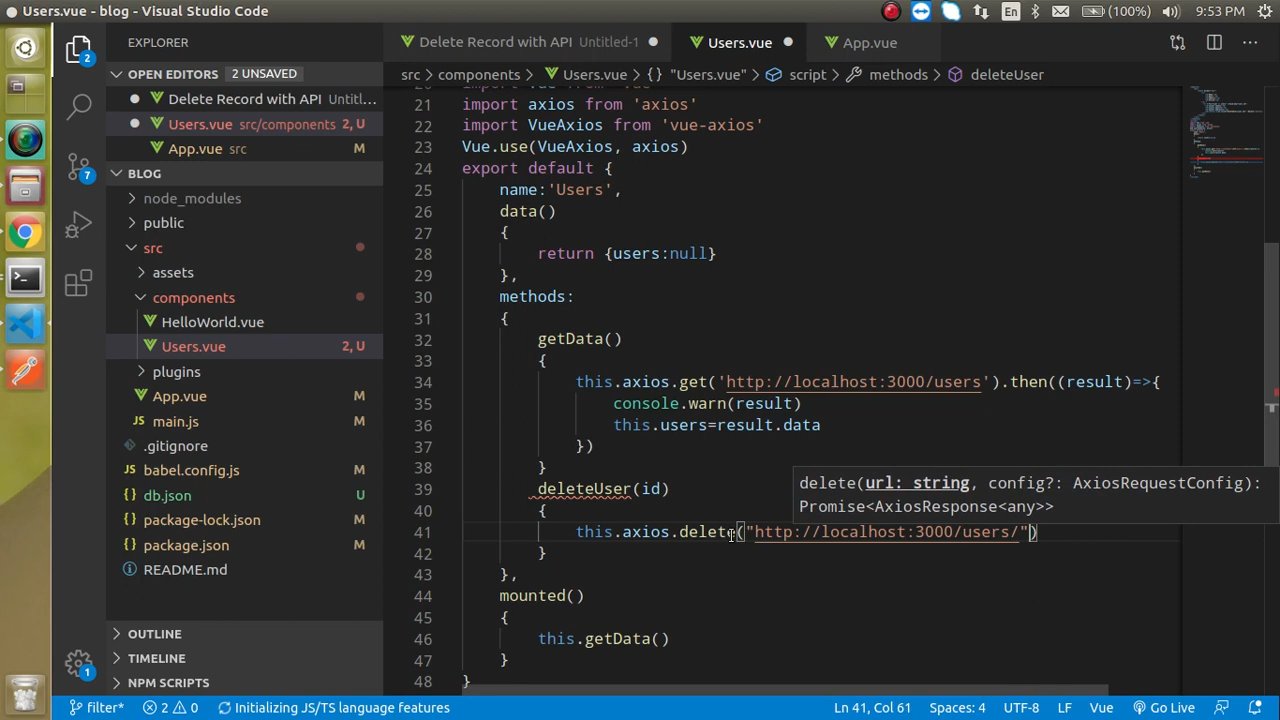 Users.vue - blog - Visual Studio Code
En
(100%)
9:53 PM
EXPLORER
OPEN EDITORS 2 UNSAVED
Delete Record with API Untitl...
Users.vue src/components 2, U
App.vue src M
BLOG
node_modules
public
src
assets
components
HelloWorld.vue
Users.vue 2, U
plugins
App.vue M
main.js M
.gitignore
babel.config.js M
db.json U
package-lock.json M
package.json M
README.md
OUTLINE
TIMELINE
NPM SCRIPTS
2
7
1
Delete Record with API Untitled-1
Users.vue
App.vue
src > components > Users.vue > {} "Users.vue" > script > methods > deleteUser
21 import axios from 'axios'
22 import VueAxios from 'vue-axios'
23 Vue.use(VueAxios, axios)
24 export default {
25 name:'Users',
26 data()
27 {
28 return {users:null}
29 },
30 methods:
31 {
32 getData()
33 {
34 this.axios.get('http://localhost:3000/users').then((result)=>{
35 console.warn(result)
36 this.users=result.data
37 })
38 }
39 deleteUser(id)
40 {
41 this.axios.delete("http://localhost:3000/users/")
42 }
43 },
44 mounted()
45 {
46 this.getData()
47 }
48 }
delete(url: string, config?: AxiosRequestConfig):
Promise<AxiosResponse<any>>
filter* 2 0 Initializing JS/TS language features
Ln 41, Col 61 Spaces: 4 UTF-8 LF Vue Go Live